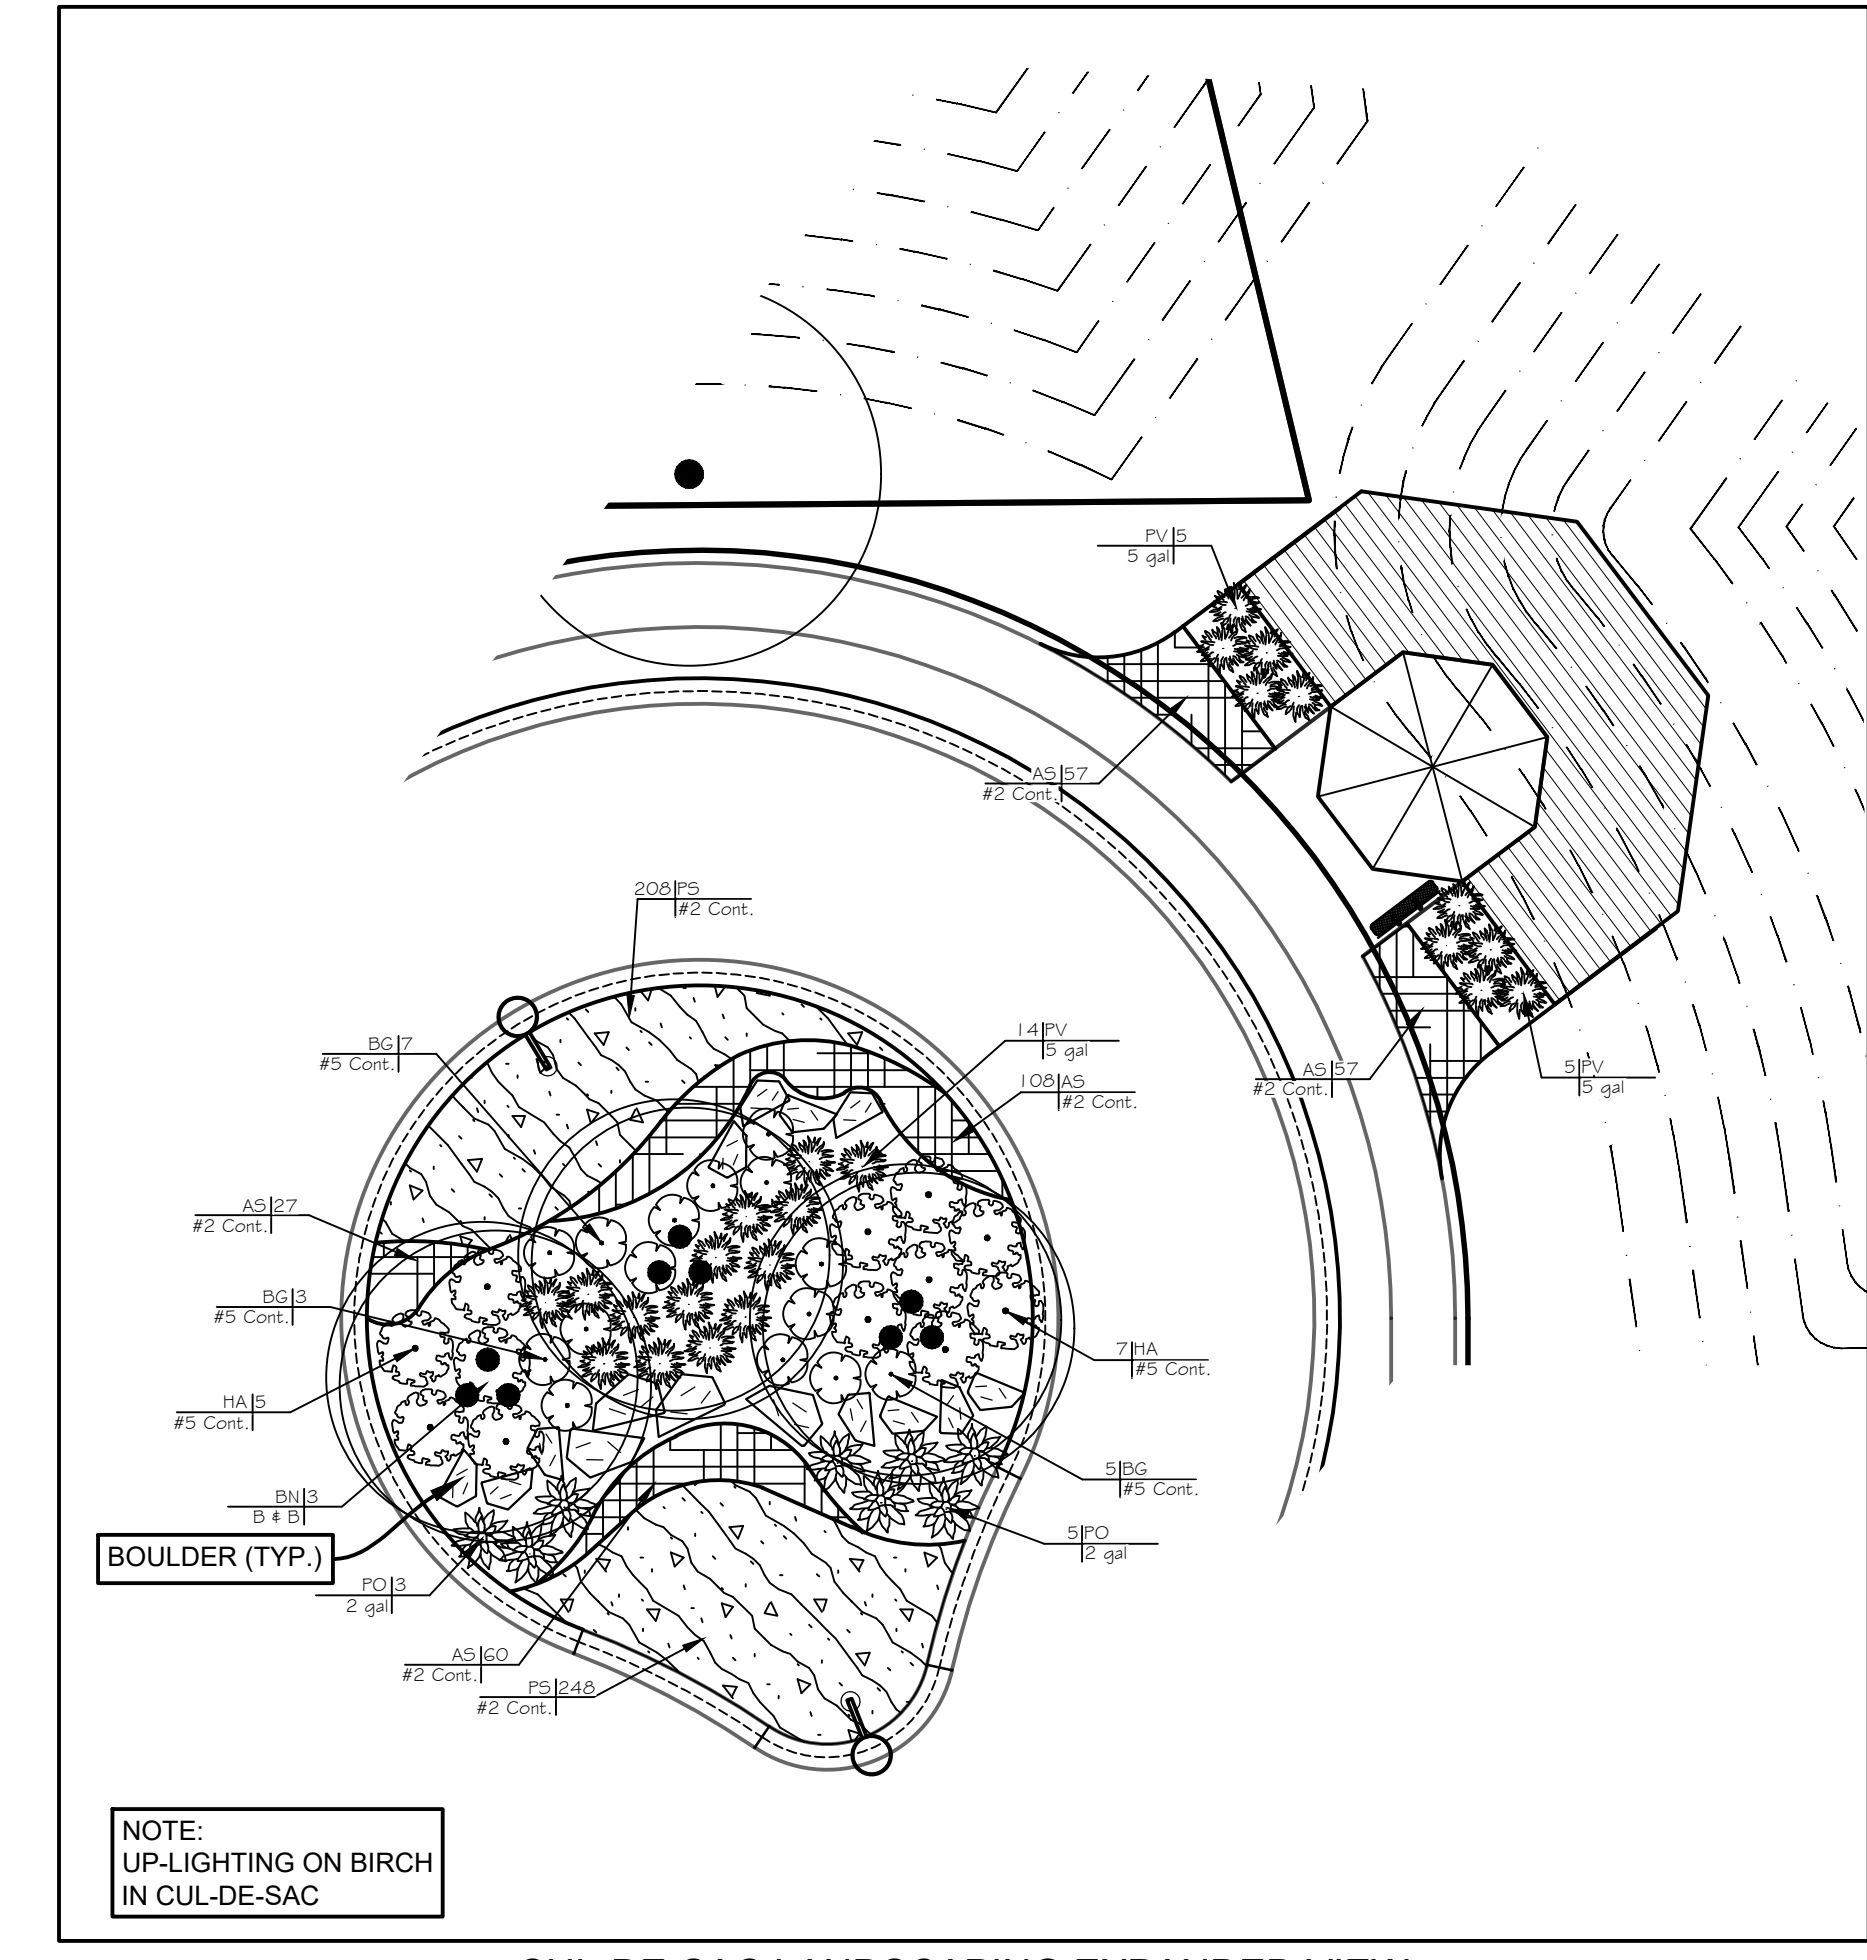 PV 5
5 gal
AS 57
#2 Cont.
208 PS
#2 Cont.
BG 7
#5 Cont.
14 PV
5 gal
108 AS
#2 Cont.
AS 57
#2 Cont.
5 PV
5 gal
AS 27
#2 Cont.
BG 3
#5 Cont.
7 HA
#5 Cont.
HA 5
#5 Cont.
5 BG
#5 Cont.
BN 3
B & B
5 PO
2 gal
BOULDER (TYP.)
PO 3
2 gal
AS 60
#2 Cont.
PS 248
#2 Cont.
NOTE:
UP-LIGHTING ON BIRCH
IN CUL-DE-SAC